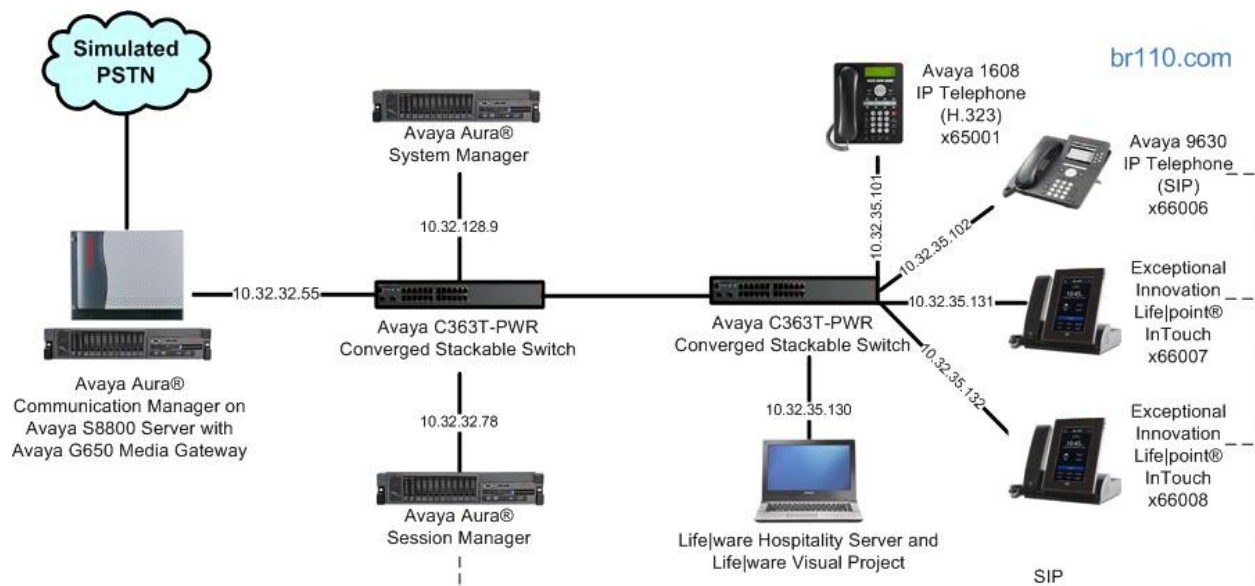 Simulated
PSTN
br110.com
Avaya 1608
IP Telephone
(H.323)
x65001
Avaya Aura®
System Manager
Avaya 9630
IP Telephone
(SIP)
x66006
10.32.128.9
10.32.35.101
10.32.35.102
10.32.32.55
10.32.35.131
Exceptional
Innovation
Life|point®
InTouch
x66007
Avaya C363T-PWR
Converged Stackable Switch
Avaya C363T-PWR
Converged Stackable Switch
10.32.35.132
Avaya Aura®
Communication Manager on
Avaya S8800 Server with
Avaya G650 Media Gateway
10.32.32.78
10.32.35.130
Exceptional
Innovation
Life|point®
InTouch
x66008
Avaya Aura®
Session Manager
Life|ware Hospitality Server and
Life|ware Visual Project
SIP